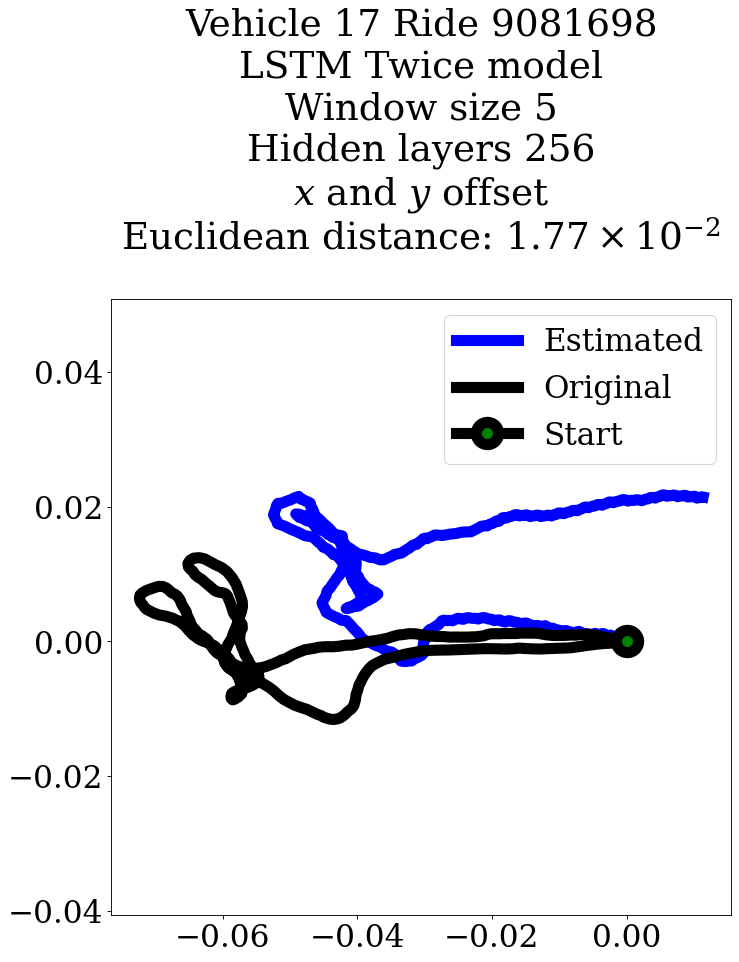 Vehicle 17 Ride 9081698
LSTM Twice model
Window size 5
Hidden layers 256
x and y offset
Euclidean distance: 1.77 × 10⁻²
Estimated
Original
Start
0.04
0.02
0.00
−0.02
−0.04
−0.06 −0.04 −0.02 0.00